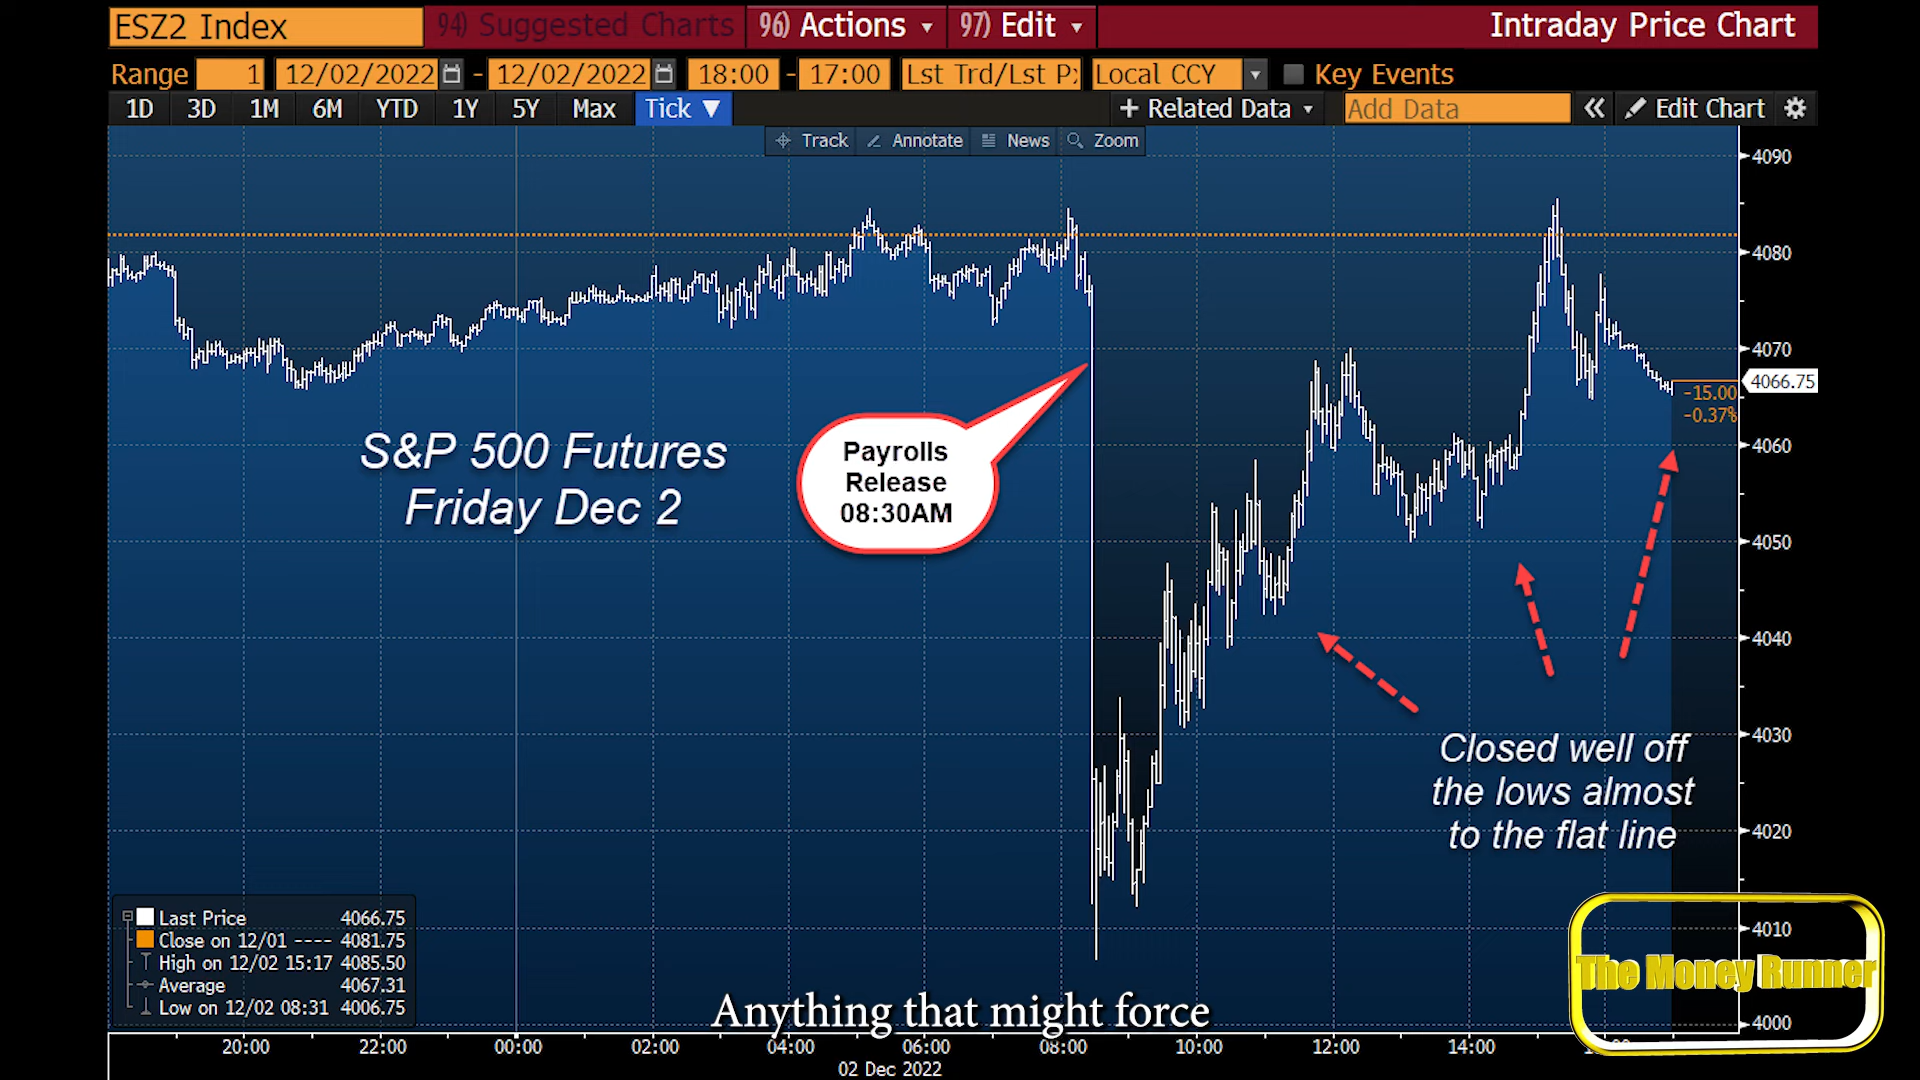 ESZ2 Index
94) Suggested Charts
96) Actions
97) Edit
Intraday Price Chart
Range 1 12/02/2022 - 12/02/2022 18:00 - 17:00 Lst Trd/Lst Px Local CCY Key Events
1D 3D 1M 6M YTD 1Y 5Y Max Tick ▼ + Related Data Add Data « Edit Chart
Track Annotate News Zoom
4090
4080
4070
4066.75
-15.00
-0.37%
4060
4050
4040
4030
4020
4010
4000
S&P 500 Futures
Friday Dec 2
Payrolls
Release
08:30AM
Closed well off
the lows almost
to the flat line
Last Price 4066.75
Close on 12/01 ---- 4081.75
High on 12/02 15:17 4085.50
Average 4067.31
Low on 12/02 08:31 4006.75
The Money Runner
Anything that might force
20:00 22:00 00:00 02:00 04:00 06:00 08:00 10:00 12:00 14:00
02 Dec 2022